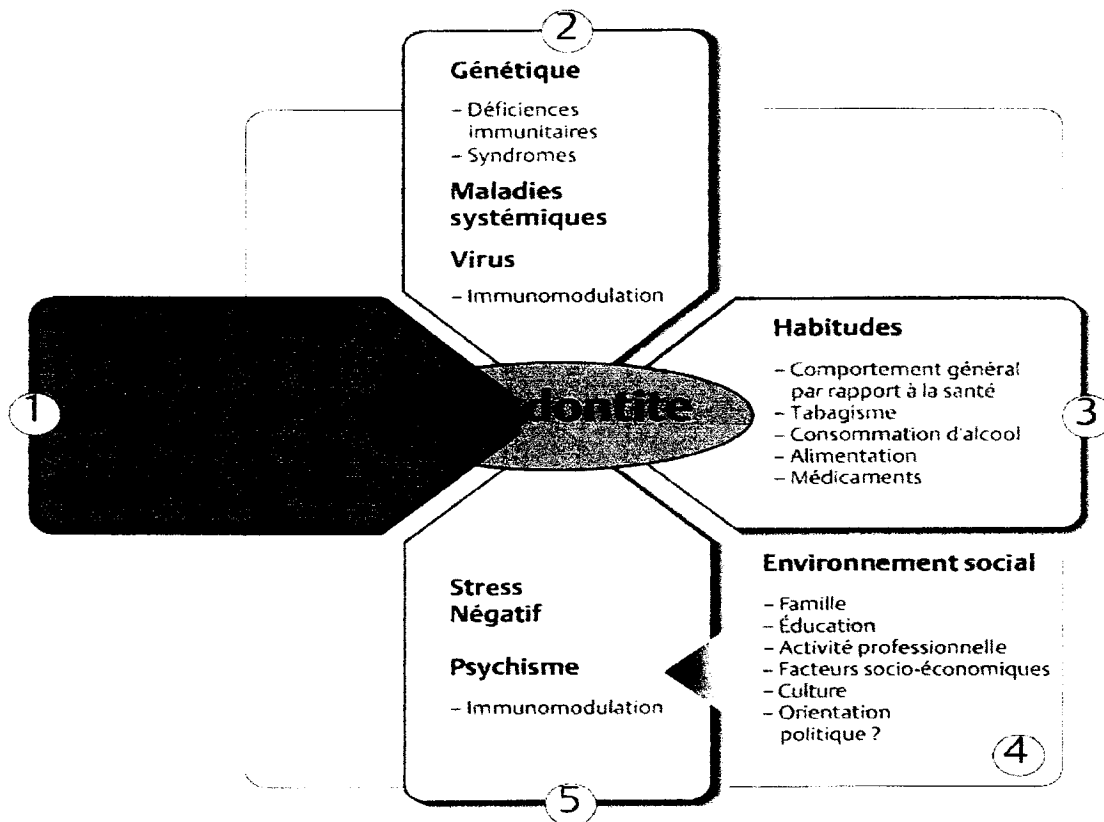 2
Génétique
– Déficiences
immunitaires
– Syndromes
Maladies
systémiques
Virus
– Immunomodulation
1
Habitudes
– Comportement général
par rapport à la santé
– Tabagisme
– Consommation d'alcool
– Alimentation
– Médicaments
3
Stress
Négatif
Psychisme
– Immunomodulation
5
Environnement social
– Famille
– Éducation
– Activité professionnelle
– Facteurs socio-économiques
– Culture
– Orientation
politique ?
4